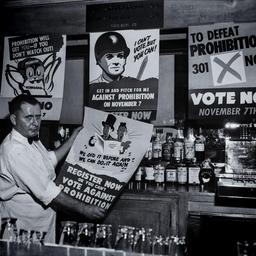 PROHIBITION
WILL GET
YOU-IF YOU
DON'T WATCH
OUT!
I CAN'T
VOTE BUT
YOU CAN!
GET IN AND PITCH FOR ME
AGAINST PROHIBITION
ON NOVEMBER 7
REGISTER NOW
TO DEFEAT
PROHIBITION
301 X
VOTE NO
NOVEMBER 7TH
WE DID IT BEFORE AND
WE CAN DO IT AGAIN
REGISTER NOW
SO YOU CAN
VOTE AGAINST
PROHIBITION